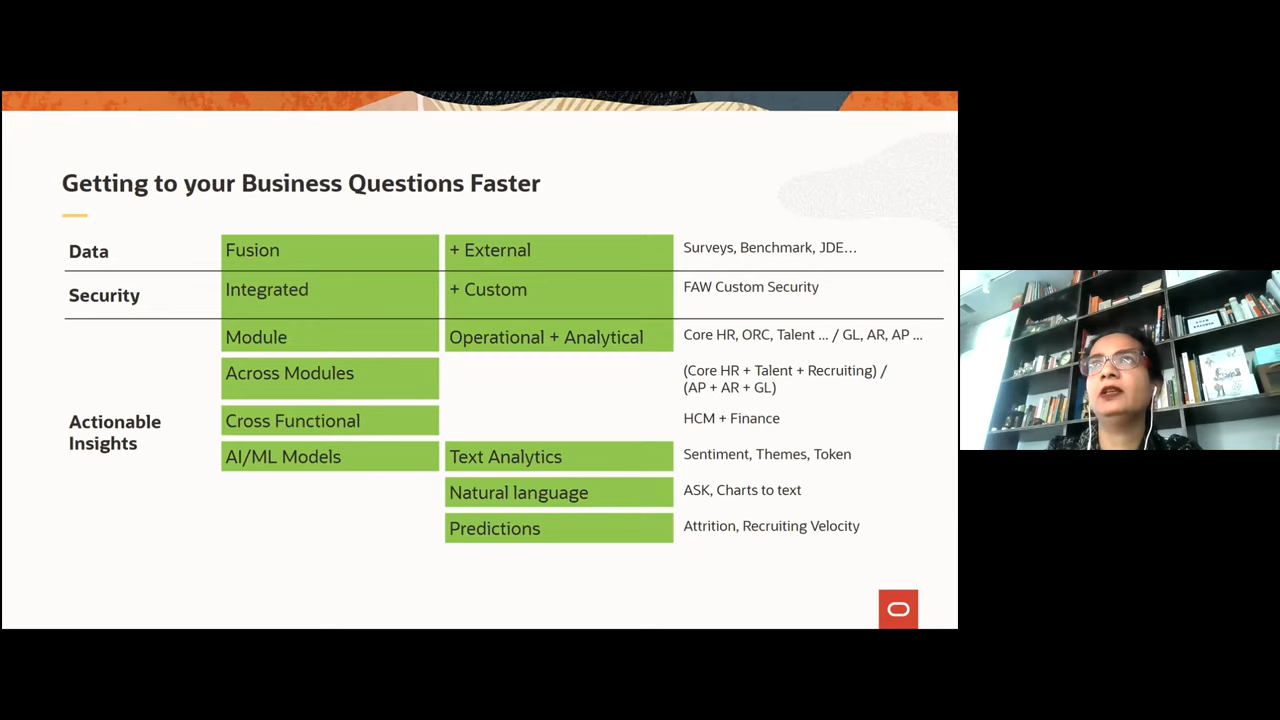 Getting to your Business Questions Faster
Data
Fusion
+ External
Surveys, Benchmark, JDE...
Security
Integrated
+ Custom
FAW Custom Security
Module
Operational + Analytical
Core HR, ORC, Talent ... / GL, AR, AP ...
Across Modules
(Core HR + Talent + Recruiting) /
(AP + AR + GL)
Actionable
Insights
Cross Functional
HCM + Finance
AI/ML Models
Text Analytics
Sentiment, Themes, Token
Natural language
ASK, Charts to text
Predictions
Attrition, Recruiting Velocity